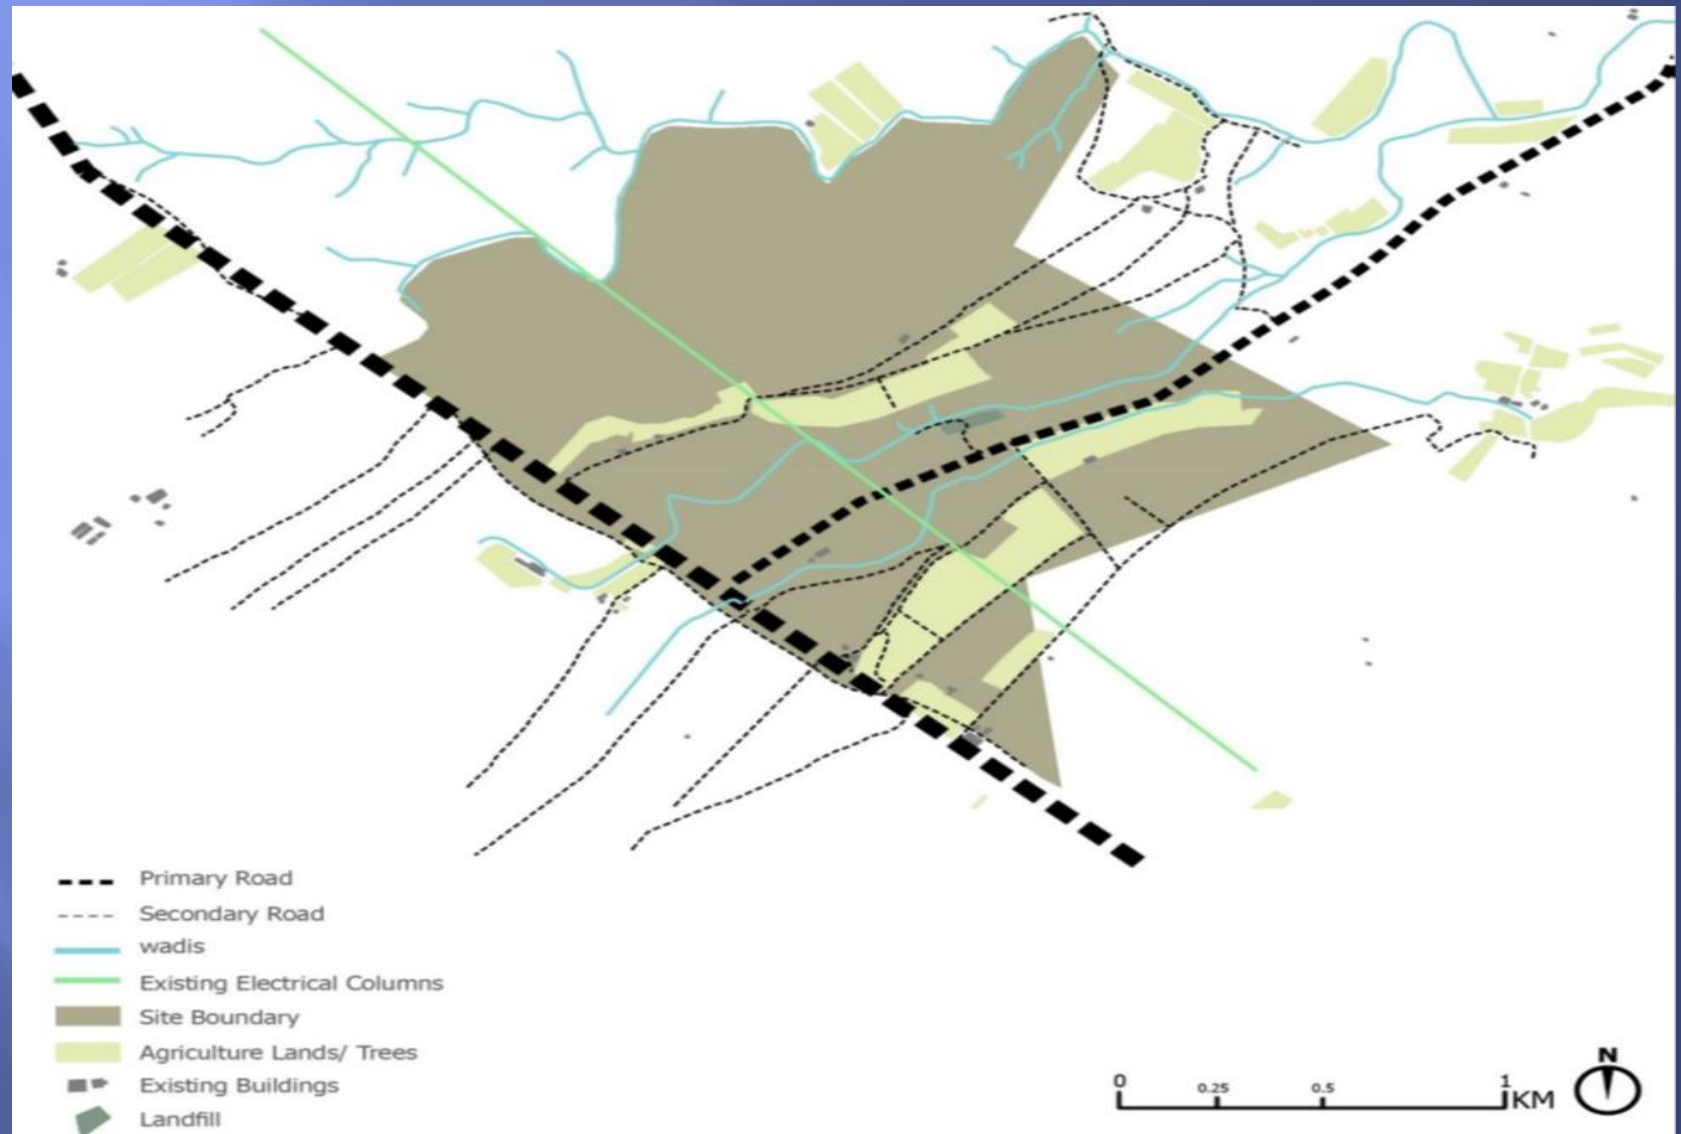 Primary Road
Secondary Road
wadis
Existing Electrical Columns
Site Boundary
Agriculture Lands/ Trees
Existing Buildings
Landfill
0 0.25 0.5 1 KM
N